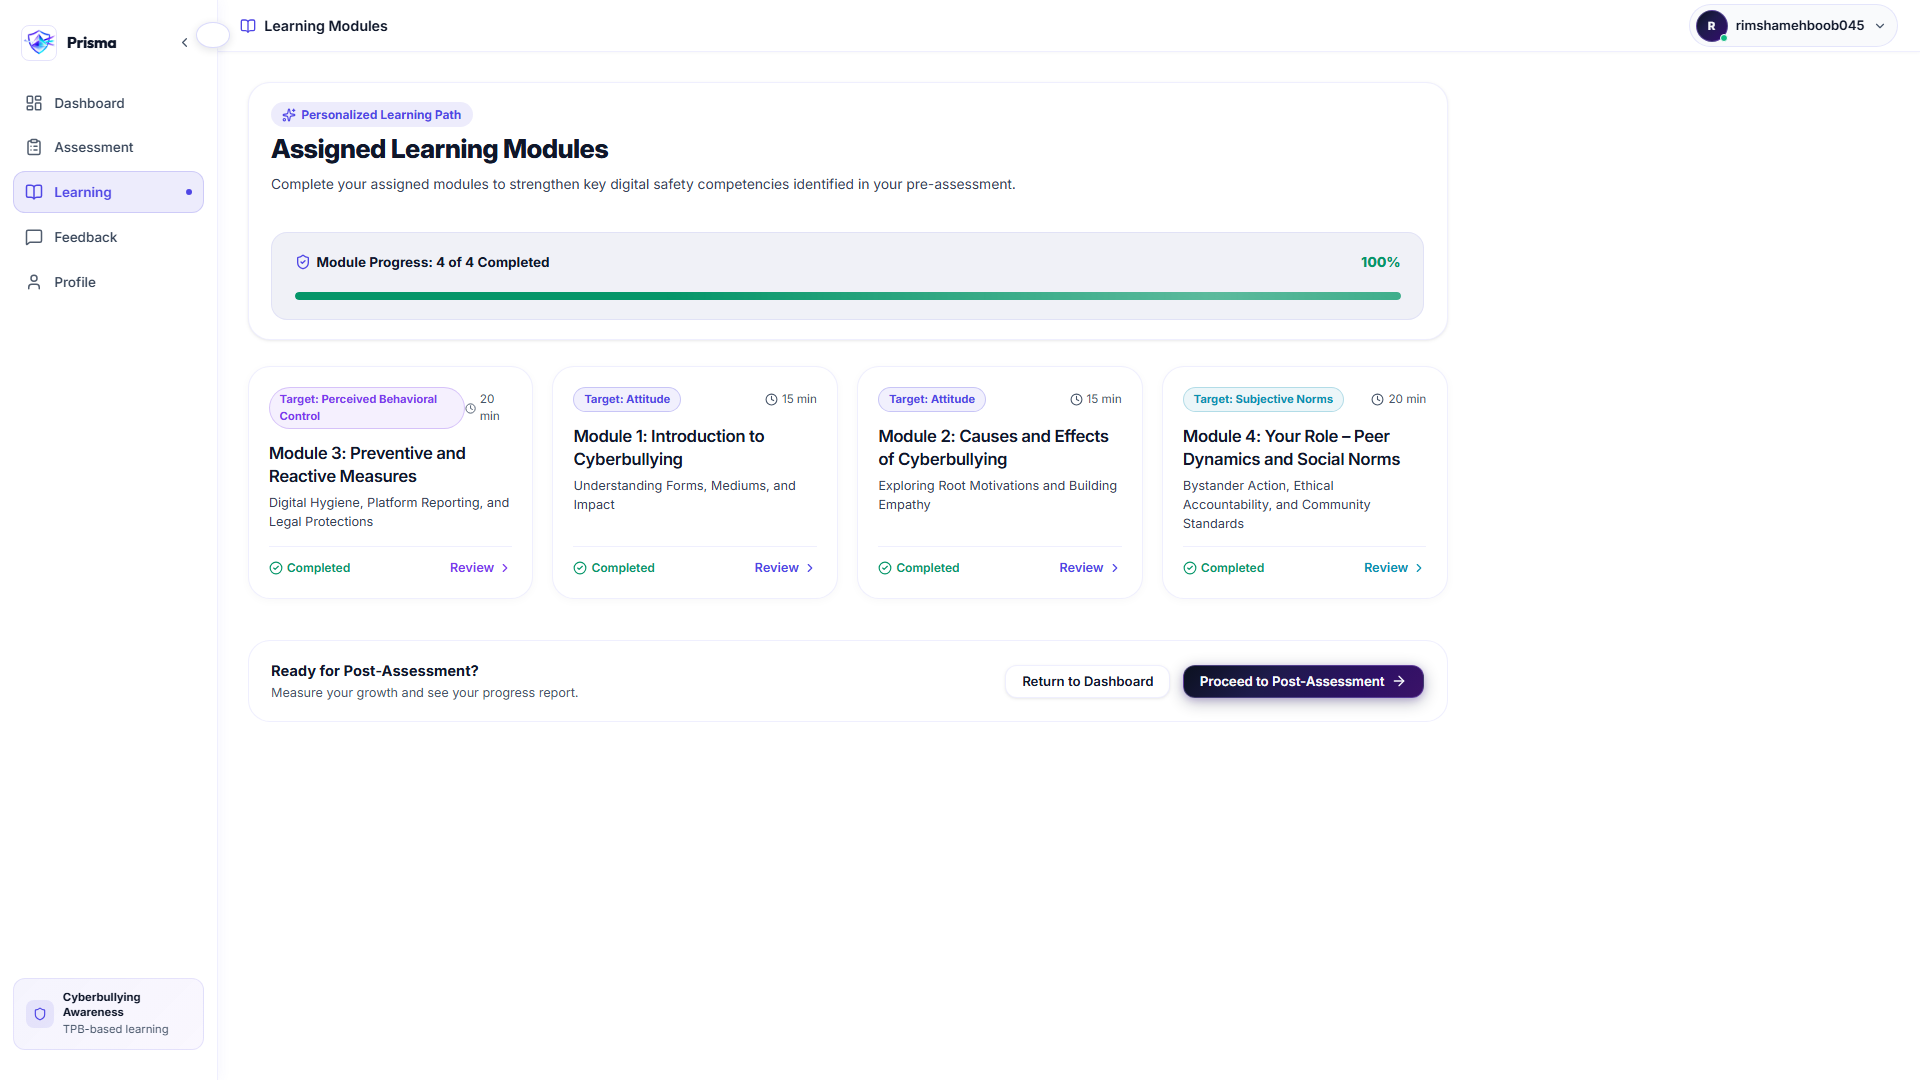 Prisma
Learning Modules
R
rimshamehboob045
Dashboard
Assessment
Learning
Feedback
Profile
Personalized Learning Path
Assigned Learning Modules
Complete your assigned modules to strengthen key digital safety competencies identified in your pre-assessment.
Module Progress: 4 of 4 Completed
100%
Target: Perceived Behavioral
Control
20
min
Module 3: Preventive and
Reactive Measures
Digital Hygiene, Platform Reporting, and
Legal Protections
Completed
Review
Target: Attitude
15 min
Module 1: Introduction to
Cyberbullying
Understanding Forms, Mediums, and
Impact
Completed
Review
Target: Attitude
15 min
Module 2: Causes and Effects
of Cyberbullying
Exploring Root Motivations and Building
Empathy
Completed
Review
Target: Subjective Norms
20 min
Module 4: Your Role – Peer
Dynamics and Social Norms
Bystander Action, Ethical
Accountability, and Community
Standards
Completed
Review
Ready for Post-Assessment?
Measure your growth and see your progress report.
Return to Dashboard
Proceed to Post-Assessment
Cyberbullying
Awareness
TPB-based learning